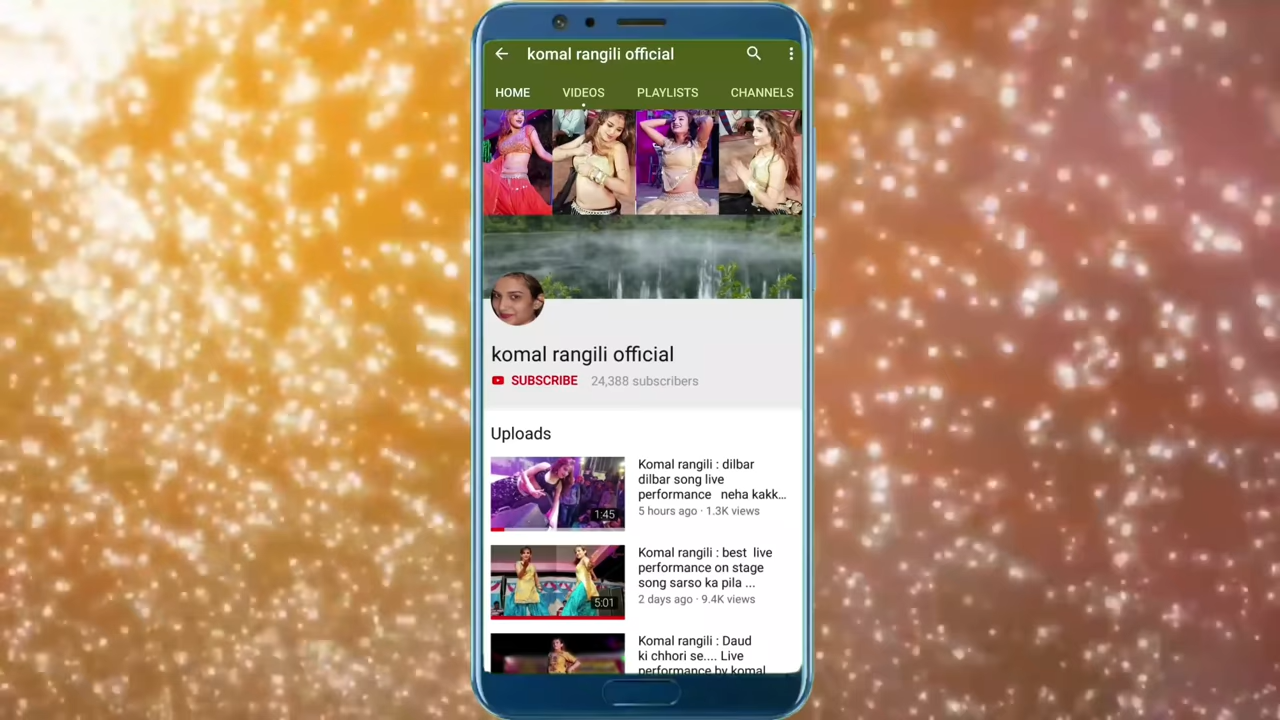 komal rangili official
HOME VIDEOS PLAYLISTS CHANNELS
komal rangili official
SUBSCRIBE 24,388 subscribers
Uploads
Komal rangili : dilbar
dilbar song live
performance neha kakk...
5 hours ago · 1.3K views
1:45
Komal rangili : best live
performance on stage
song sarso ka pila ...
2 days ago · 9.4K views
5:01
Komal rangili : Daud
ki chhori se.... Live
performance by komal